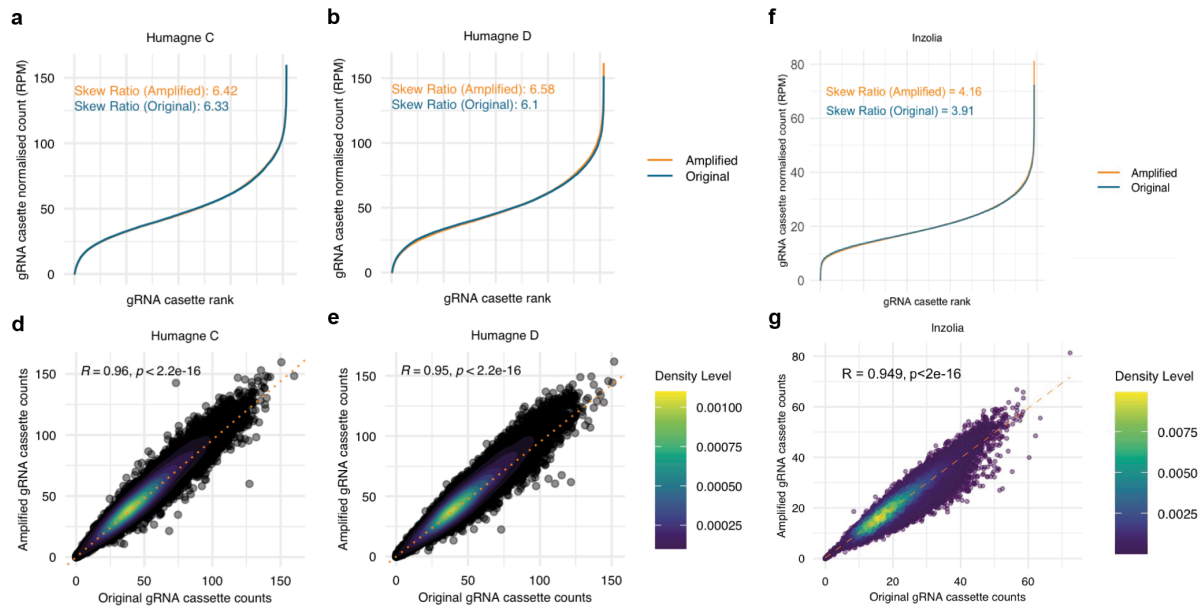 a
Humagne C
gRNA casette normalised count (RPM)
150
100
50
0
Skew Ratio (Amplified): 6.42
Skew Ratio (Original): 6.33
gRNA casette rank
b
Humagne D
gRNA casette normalised count (RPM)
150
100
50
0
Skew Ratio (Amplified): 6.58
Skew Ratio (Original): 6.1
gRNA casette rank
Amplified
Original
f
Inzolia
gRNA casette normalised count (RPM)
80
60
40
20
0
Skew Ratio (Amplified) = 4.16
Skew Ratio (Original) = 3.91
gRNA casette rank
Amplified
Original
d
Humagne C
Amplified gRNA cassette counts
150
100
50
0
R = 0.96, p < 2.2e-16
0 50 100 150
Original gRNA cassette counts
e
Humagne D
Amplified gRNA cassette counts
150
100
50
0
R = 0.95, p < 2.2e-16
0 50 100 150
Original gRNA cassette counts
Density Level
0.00100
0.00075
0.00050
0.00025
g
Inzolia
Amplified gRNA cassette counts
80
60
40
20
0
R = 0.949, p<2e-16
0 20 40 60
Original gRNA cassette counts
Density Level
0.0075
0.0050
0.0025